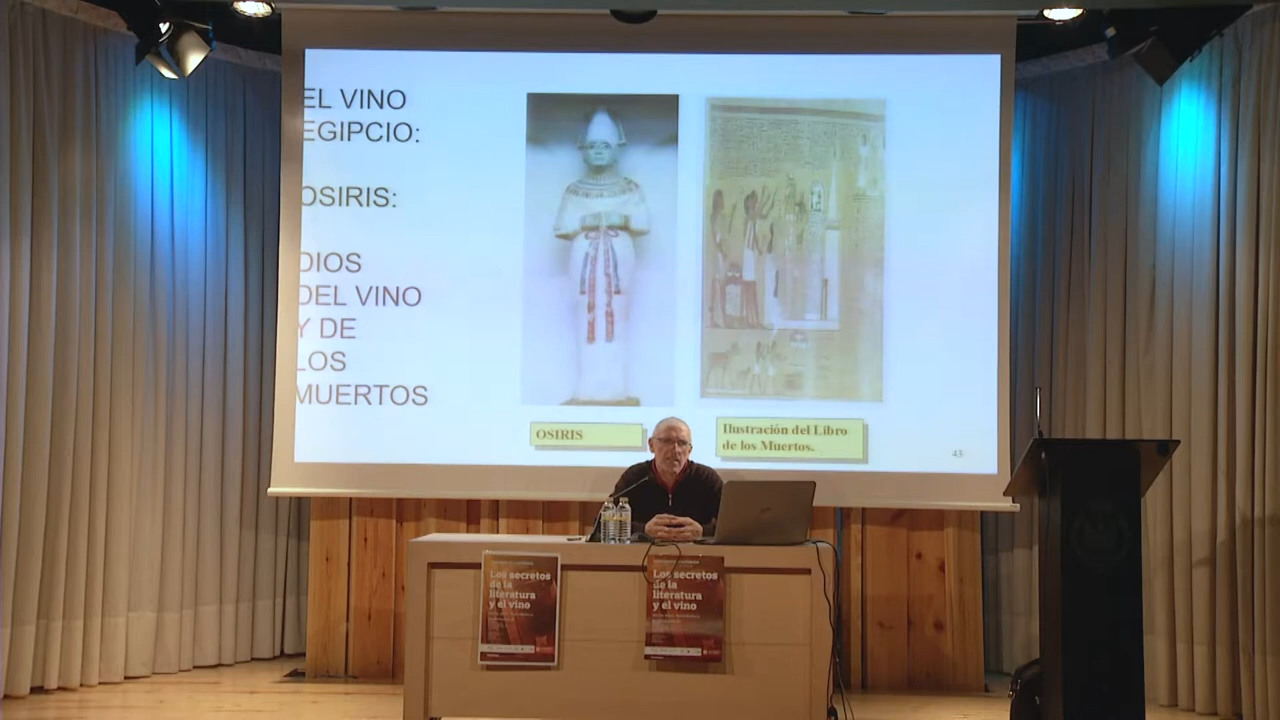 EL VINO
EGIPCIO:
OSIRIS:
DIOS
DEL VINO
Y DE
LOS
MUERTOS
OSIRIS
Ilustración del Libro
de los Muertos.
43
Los secretos
de la
literatura
y el vino
Los secretos
de la
literatura
y el vino